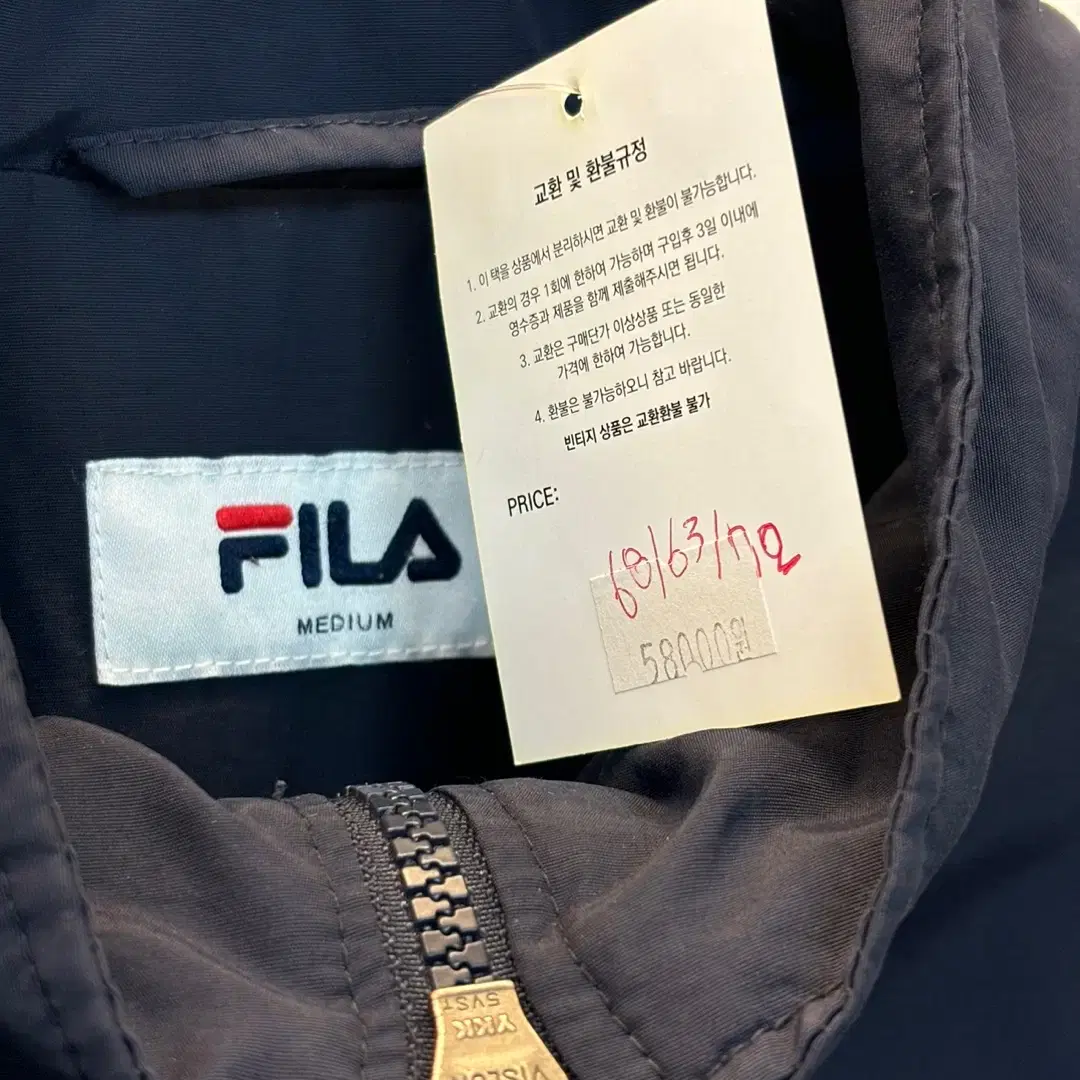 교환 및 환불규정
1. 이 택을 상품에서 분리하시면 교환 및 환불이 불가능합니다.
2. 교환의 경우 1회에 한하여 가능하며 구입후 3일 이내에
영수증과 제품을 함께 제출해주시면 됩니다.
3. 교환은 구매단가 이상상품 또는 동일한
가격에 한하여 가능합니다.
4. 환불은 불가능하오니 참고 바랍니다.
빈티지 상품은 교환환불 불가
PRICE:
60/63/72
58000원
FILA
MEDIUM
SYST
YKK
VISLON